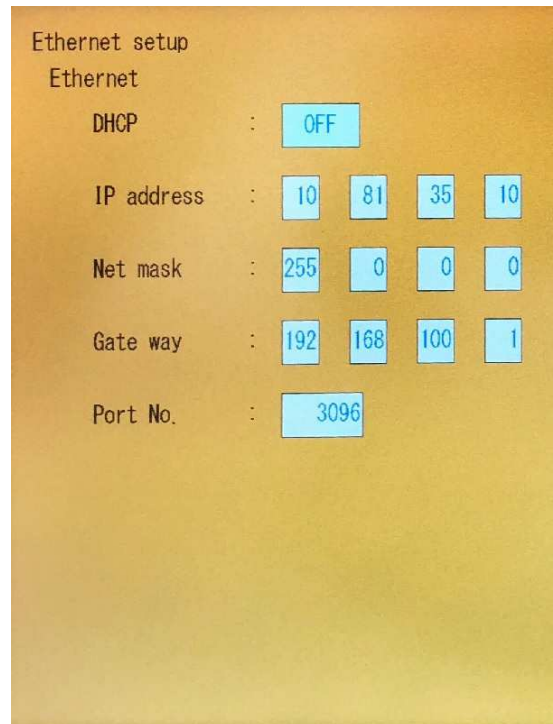 Ethernet setup
Ethernet
DHCP : OFF
IP address : 10 81 35 10
Net mask : 255 0 0 0
Gate way : 192 168 100 1
Port No. : 3096